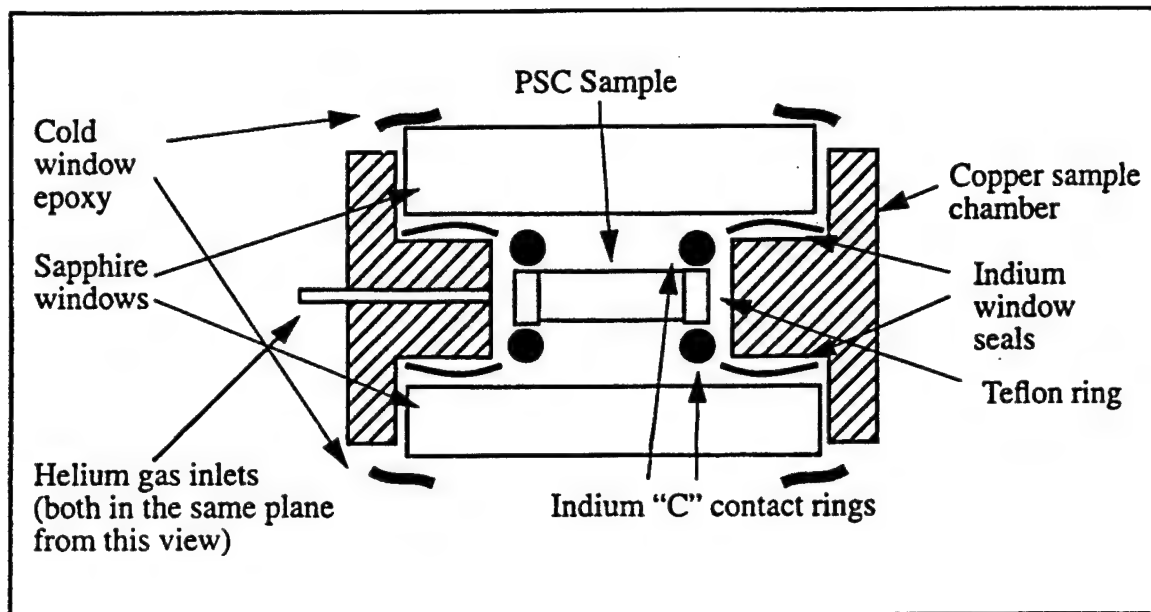 PSC Sample
Cold
window
epoxy
Copper sample
chamber
Sapphire
windows
Indium
window
seals
Teflon ring
Helium gas inlets
(both in the same plane
from this view)
Indium “C” contact rings